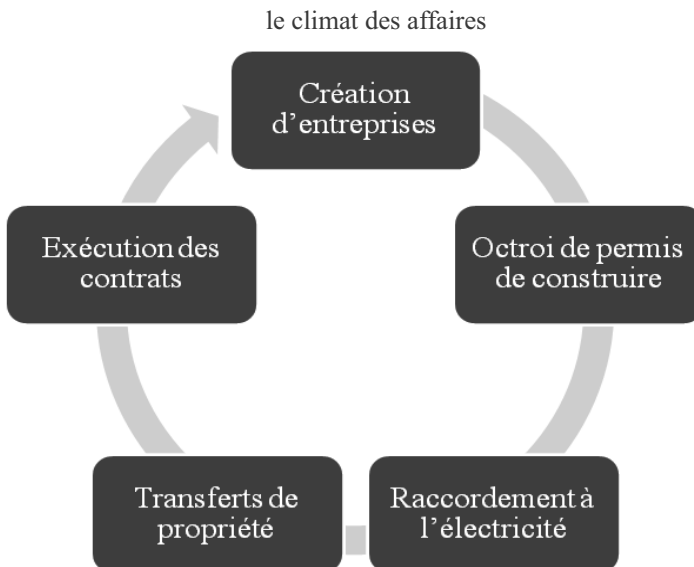 le climat des affaires
Création
d’entreprises
Octroi de permis
de construire
Raccordement à
l’électricité
Transferts de
propriété
Exécution des
contrats